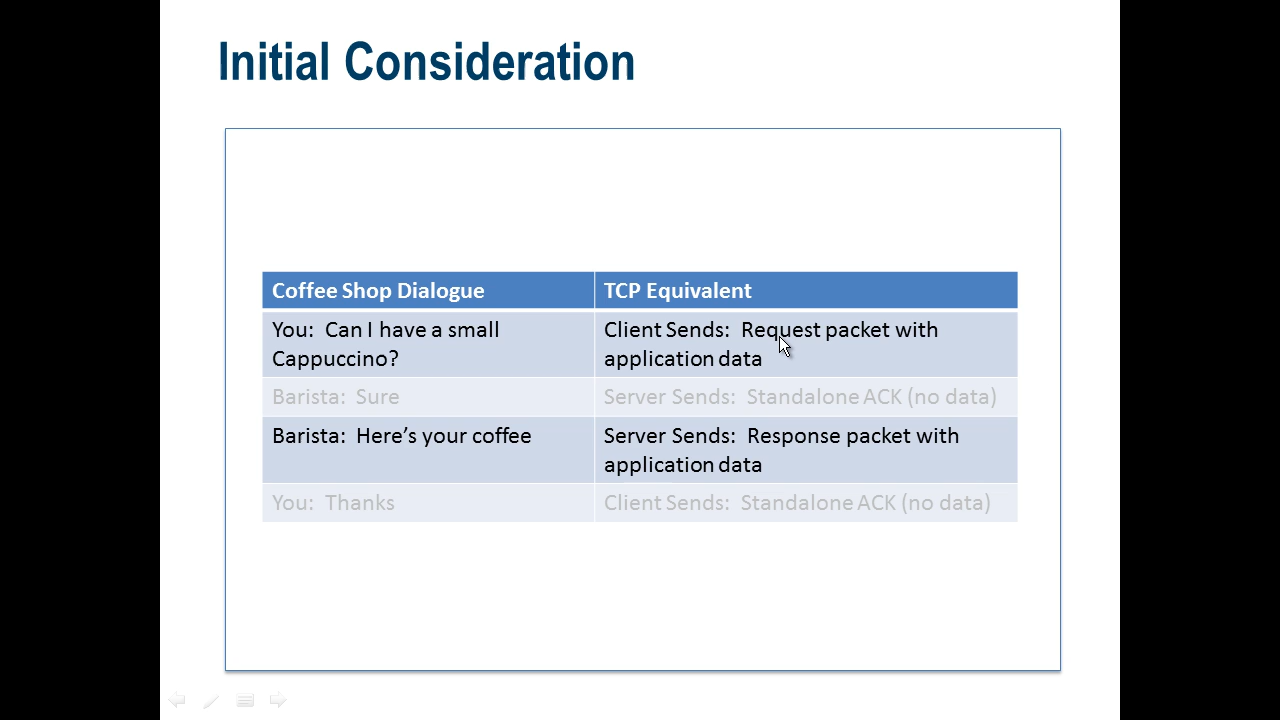 Initial Consideration
Coffee Shop Dialogue
TCP Equivalent
You:  Can I have a small
Cappuccino?
Client Sends:  Request packet with
application data
Barista:  Sure
Server Sends:  Standalone ACK (no data)
Barista:  Here’s your coffee
Server Sends:  Response packet with
application data
You:  Thanks
Client Sends:  Standalone ACK (no data)